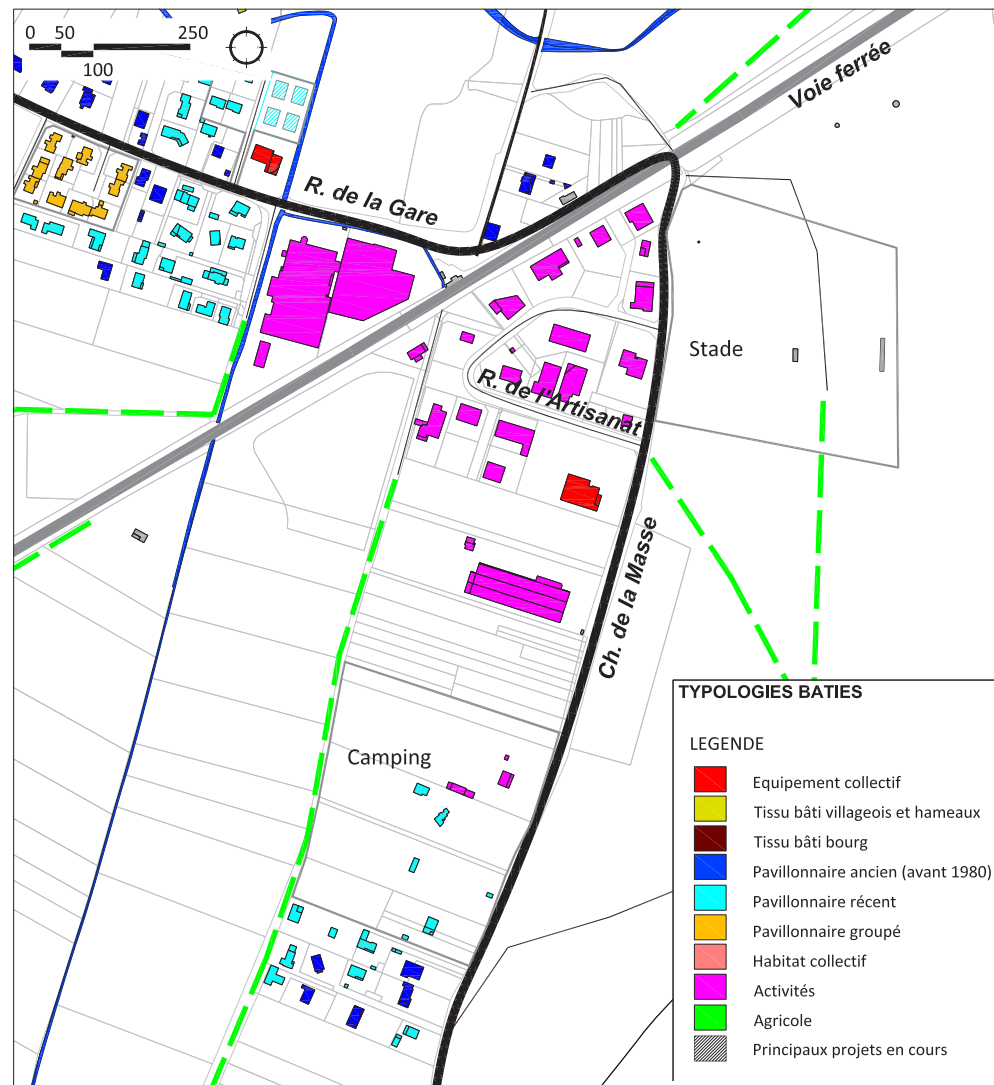 0 50 250
100
Voie ferrée
R. de la Gare
Stade
R. de l'Artisanat
Ch. de la Masse
Camping
TYPOLOGIES BATIES
LEGENDE
Equipement collectif
Tissu bâti villageois et hameaux
Tissu bâti bourg
Pavillonnaire ancien (avant 1980)
Pavillonnaire récent
Pavillonnaire groupé
Habitat collectif
Activités
Agricole
Principaux projets en cours